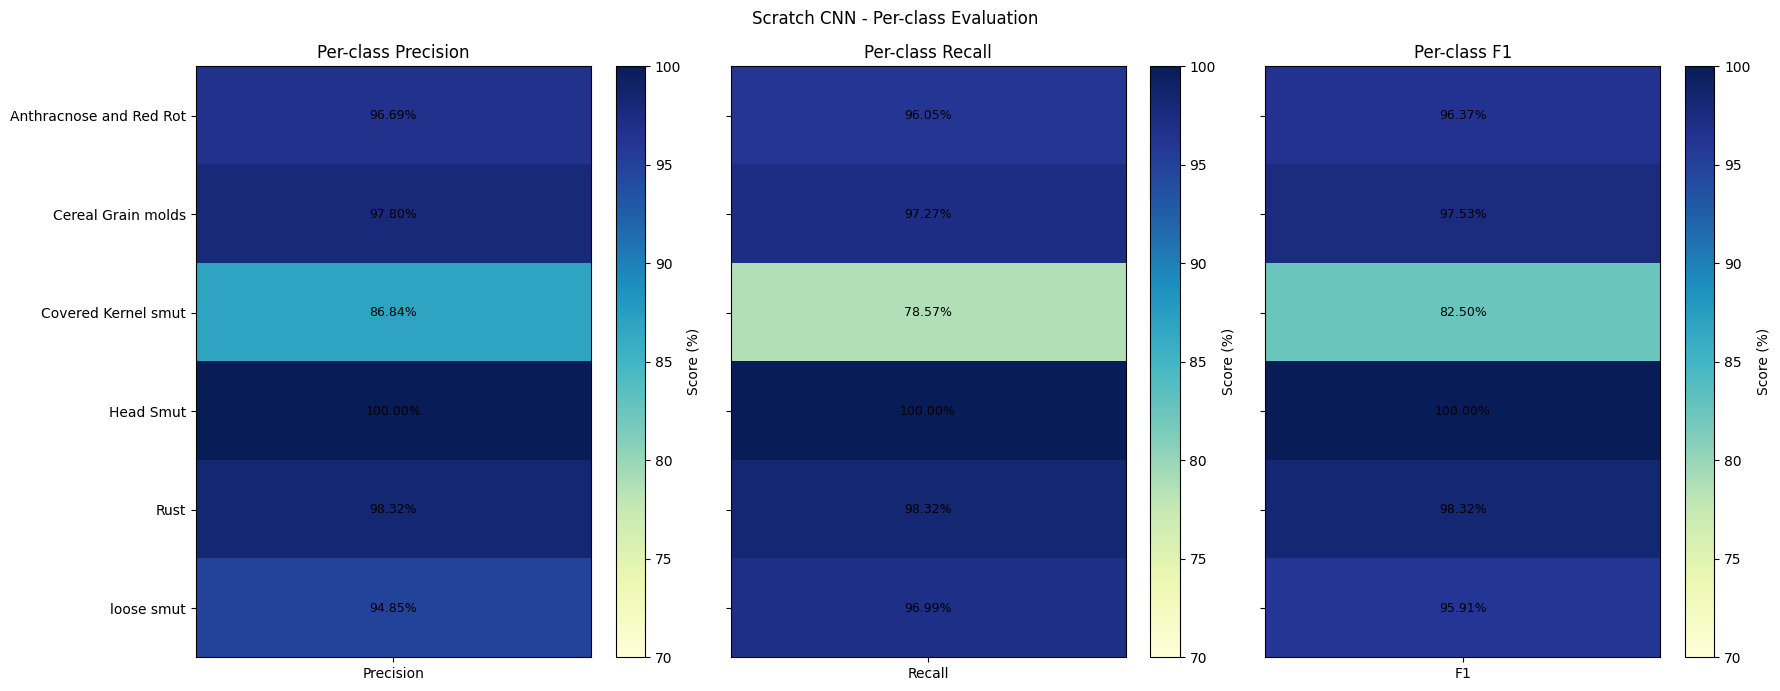 Scratch CNN - Per-class Evaluation
Per-class Precision
Anthracnose and Red Rot
Cereal Grain molds
Covered Kernel smut
Head Smut
Rust
loose smut
96.69%
97.80%
86.84%
100.00%
98.32%
94.85%
Precision
100
95
90
85
80
75
70
Score (%)
Per-class Recall
96.05%
97.27%
78.57%
100.00%
98.32%
96.99%
Recall
100
95
90
85
80
75
70
Score (%)
Per-class F1
96.37%
97.53%
82.50%
100.00%
98.32%
95.91%
F1
100
95
90
85
80
75
70
Score (%)